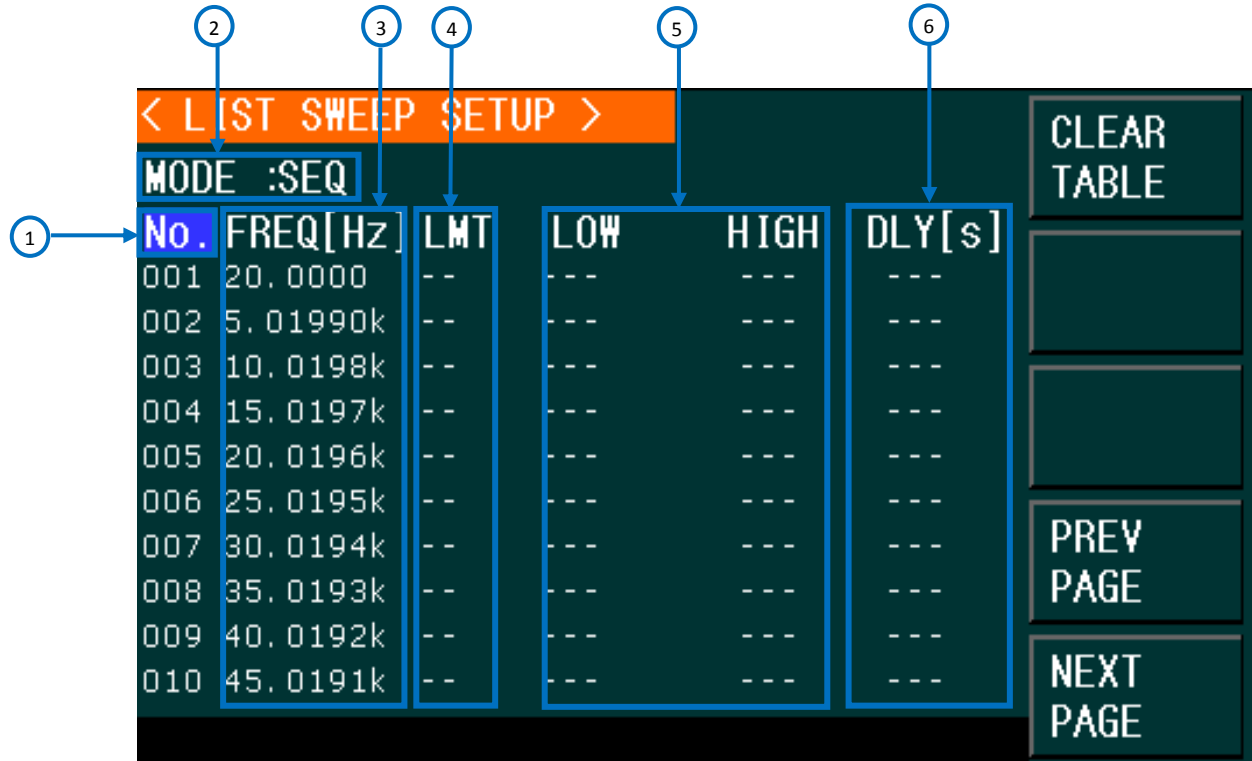 2 3 4 5 6
< LIST SWEEP SETUP >
MODE :SEQ
1
No. FREQ[Hz] LMT LOW HIGH DLY[s]
001 20.0000 -- --- --- ---
002 5.01990k -- --- --- ---
003 10.0198k -- --- --- ---
004 15.0197k -- --- --- ---
005 20.0196k -- --- --- ---
006 25.0195k -- --- --- ---
007 30.0194k -- --- --- ---
008 35.0193k -- --- --- ---
009 40.0192k -- --- --- ---
010 45.0191k -- --- --- ---
CLEAR
TABLE
PREV
PAGE
NEXT
PAGE